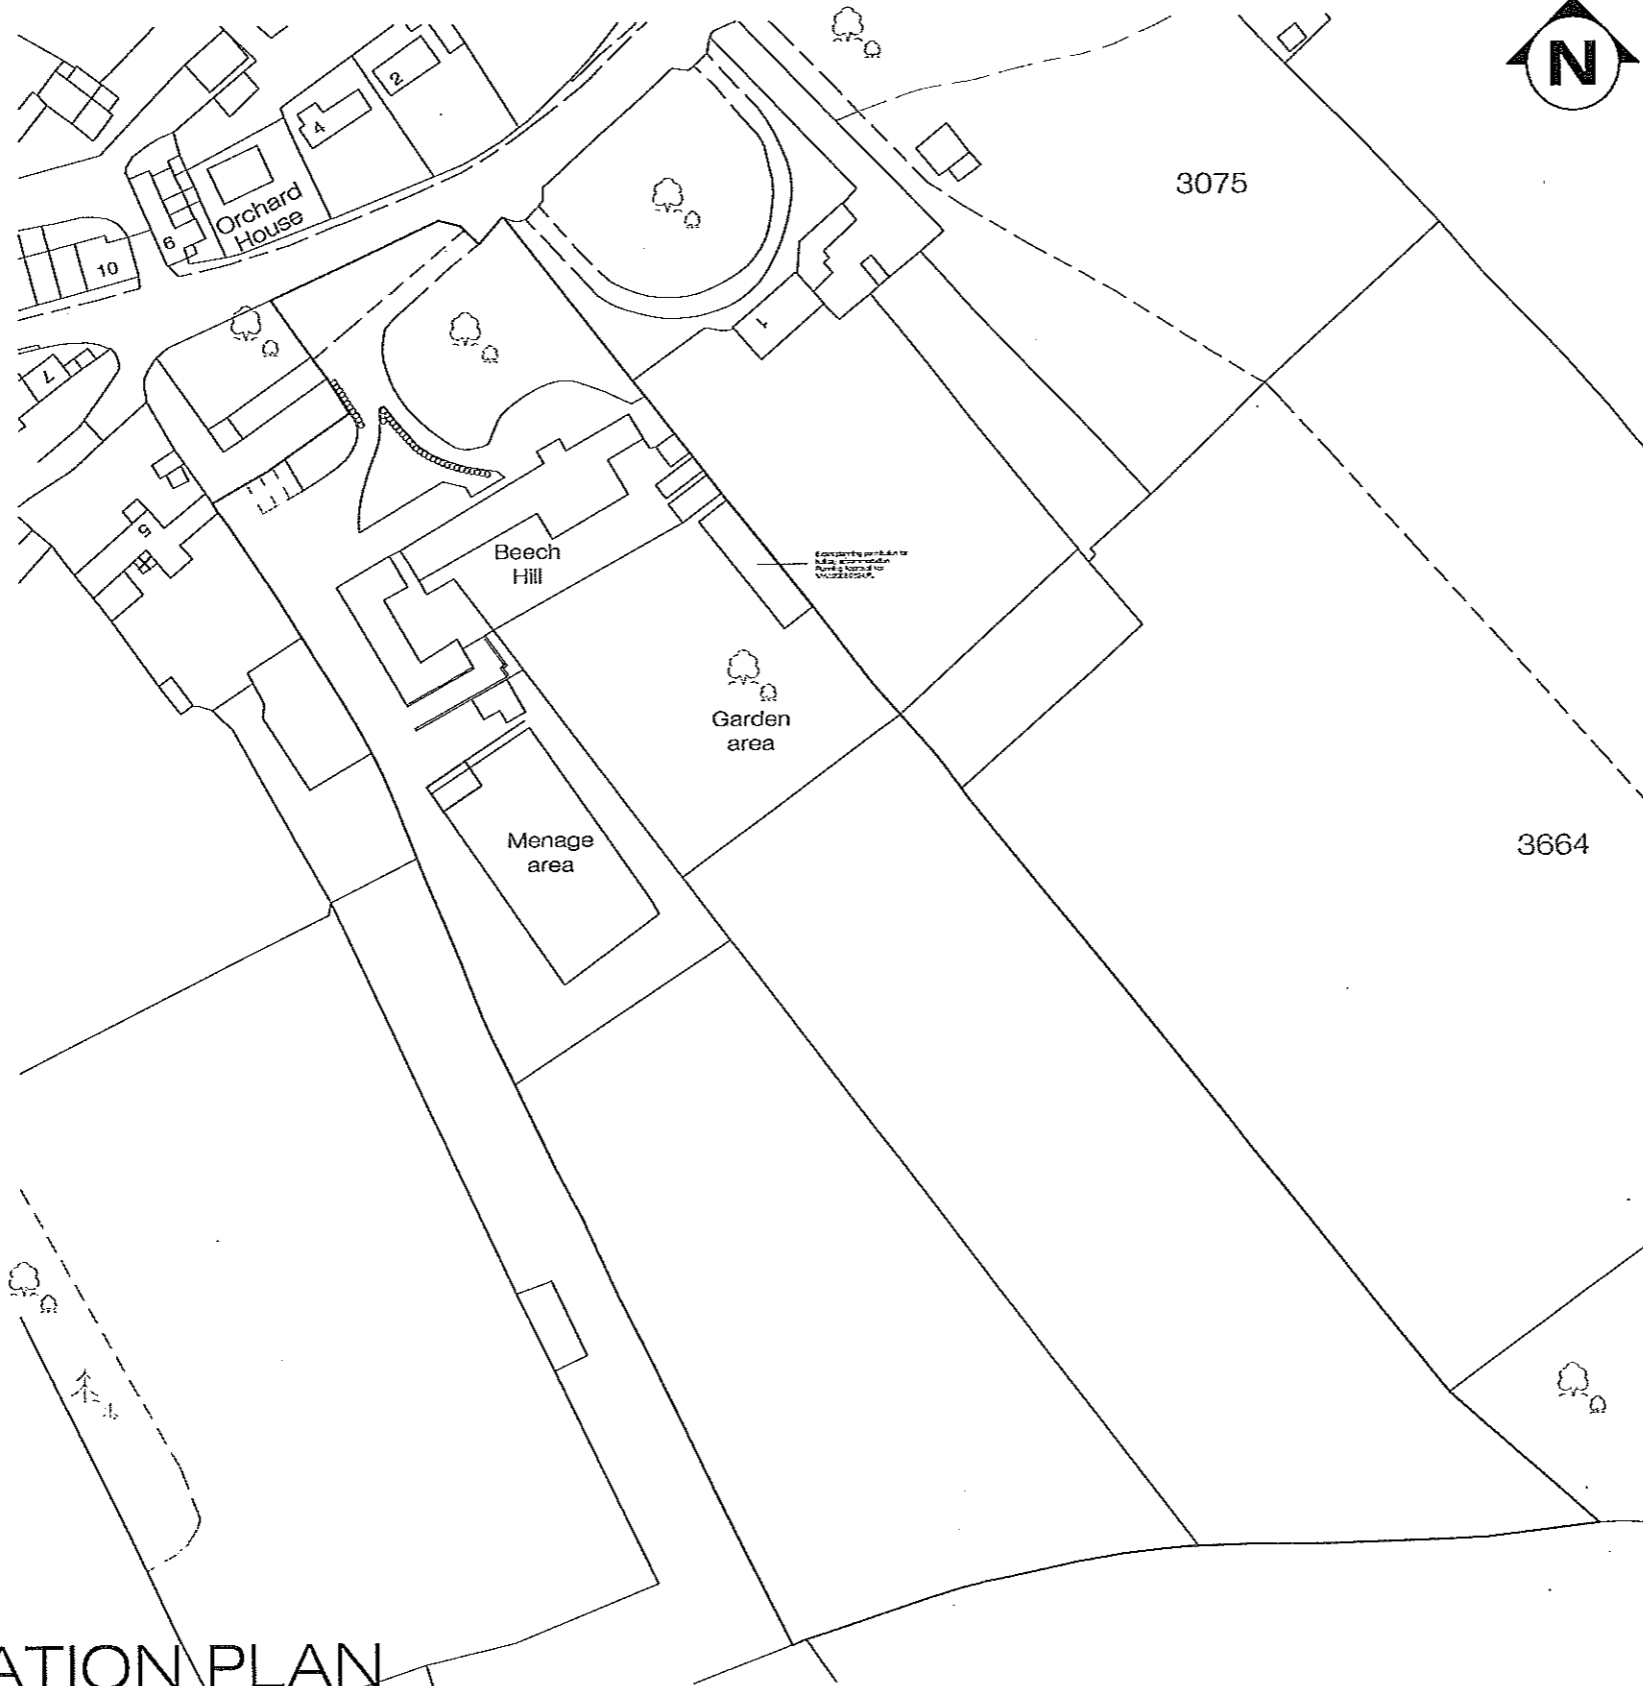 N
2
4
3075
Orchard
House
6
10
1
7
5
Beech
Hill
Garden
area
Menage
area
3664
ATION PLAN